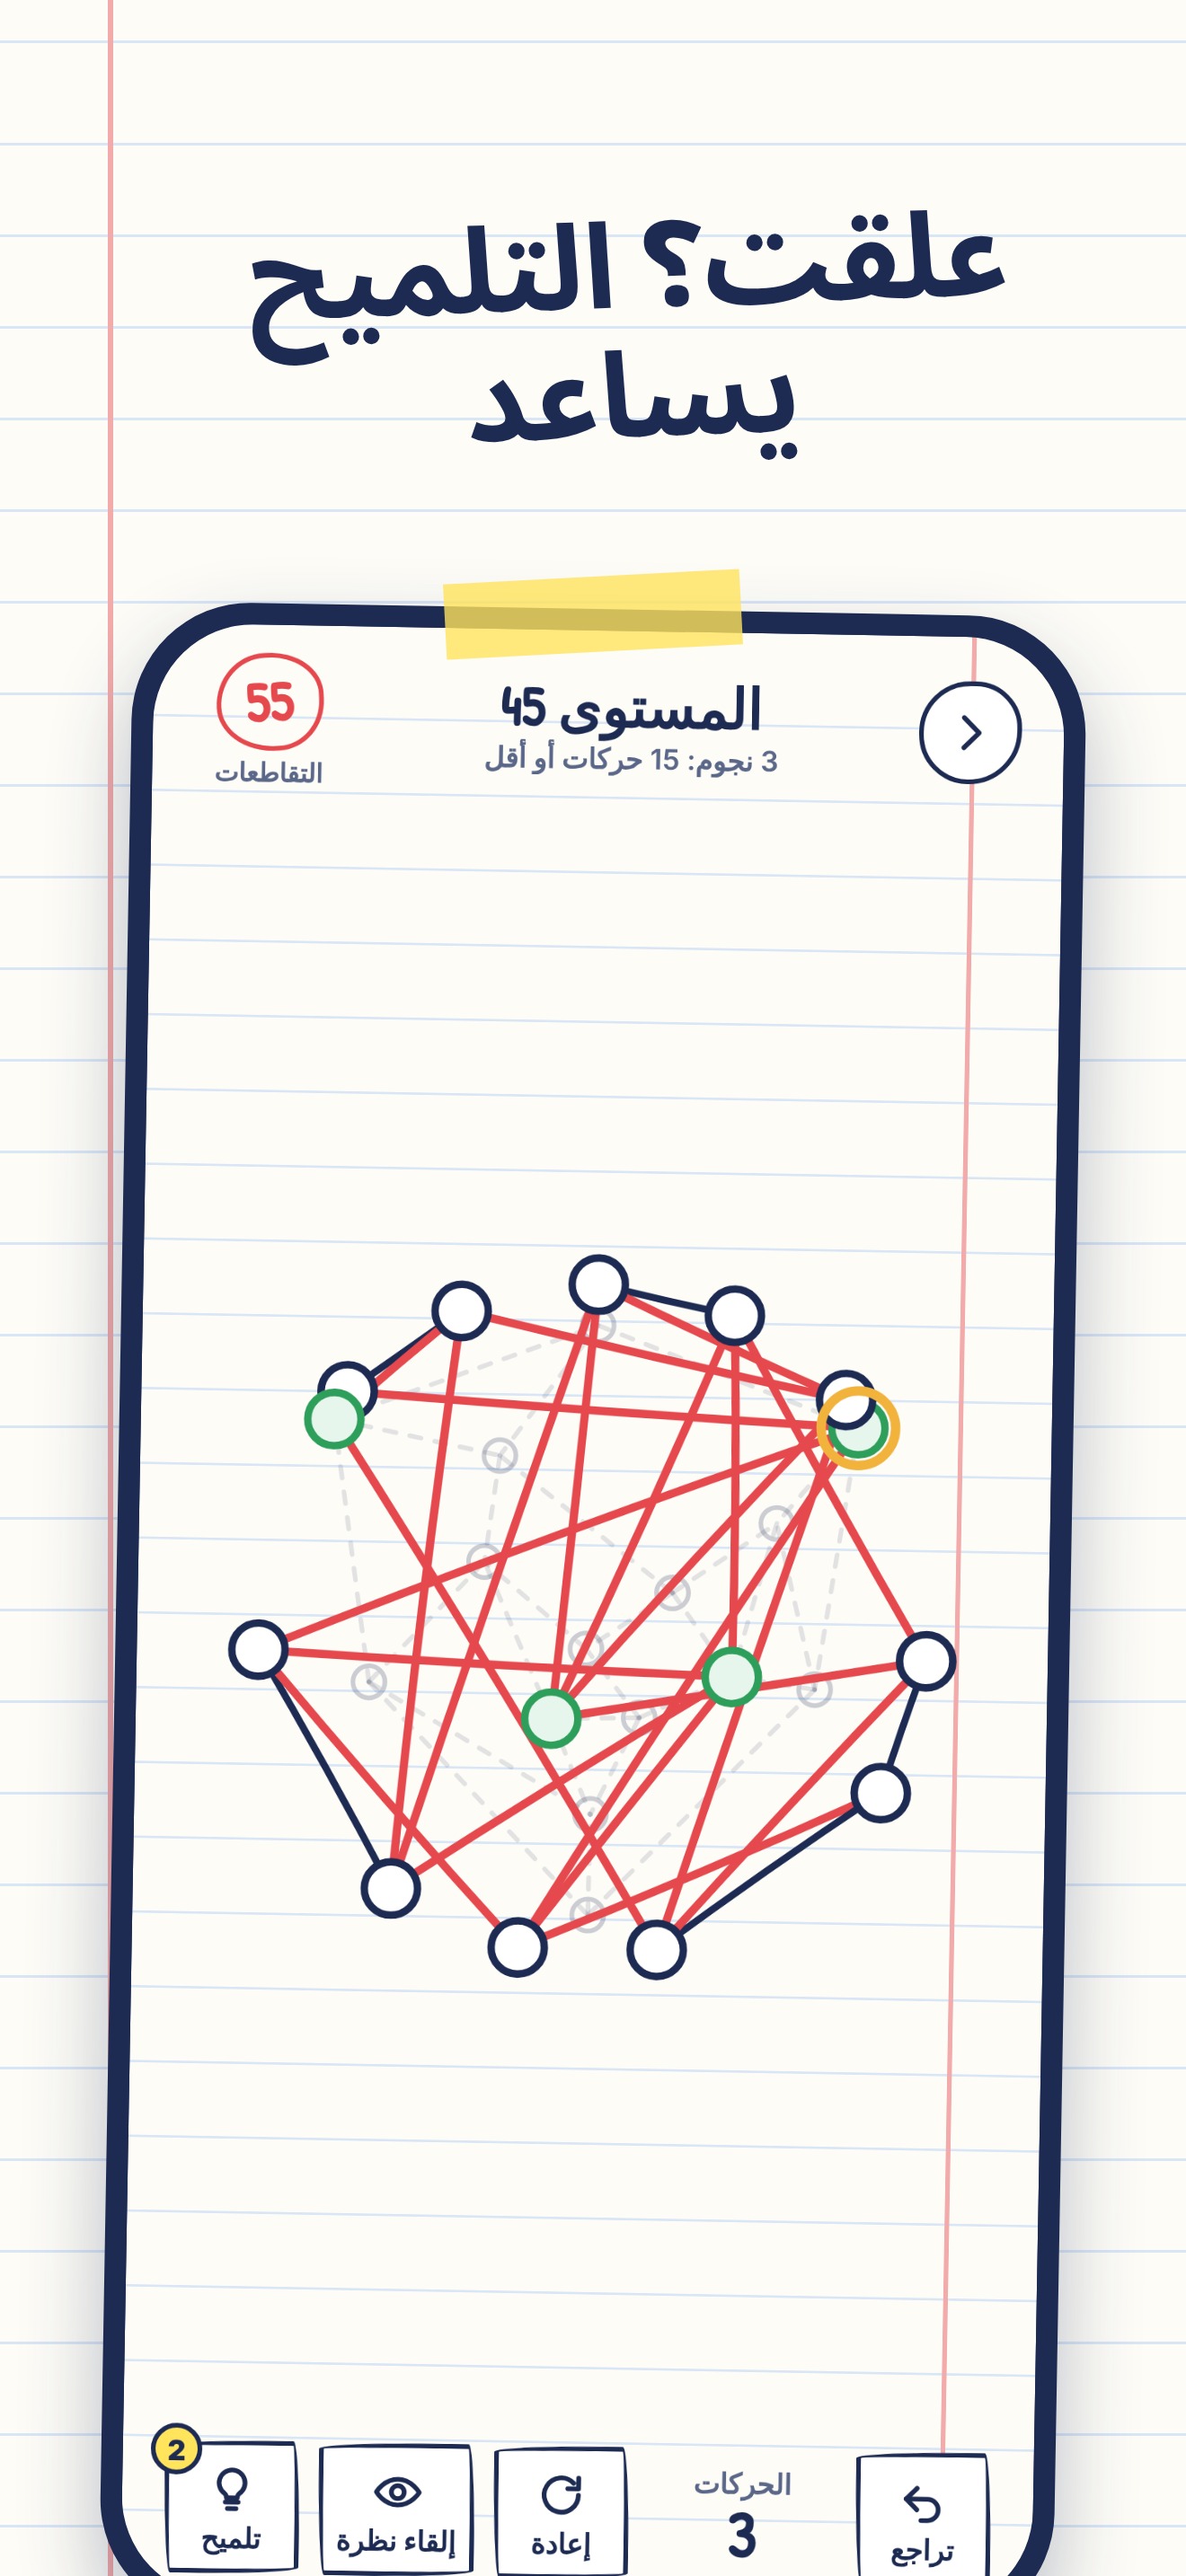 علقت؟ التلميح
يساعد
55
التقاطعات
المستوى 45
3 نجوم: 15 حركات أو أقل
2
تلميح
إلقاء نظرة
إعادة
الحركات
3
تراجع